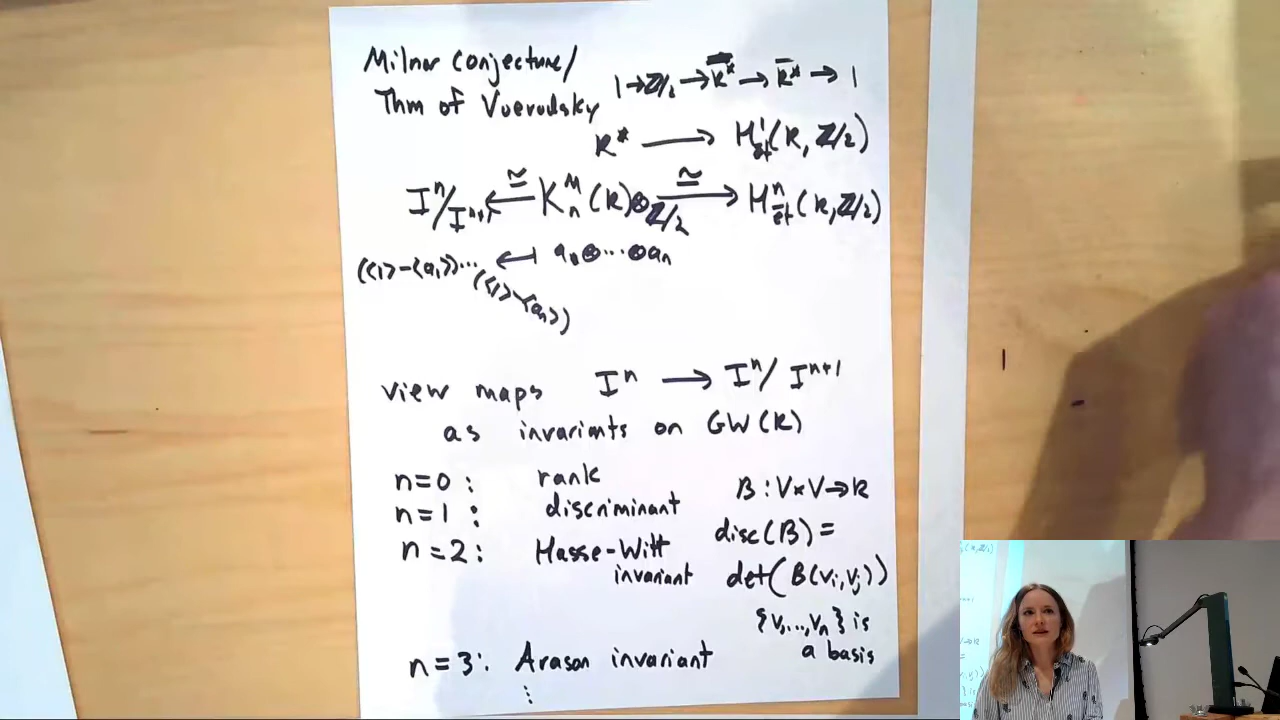 Milnor conjecture/
Thm of Voevodsky
1 → Z/2 → k̄* → k̄* → 1
k* → H¹ét(k, Z/2)
Iⁿ/Iⁿ⁺¹ ←≅ Kₙᴹ(k)⊗Z/2 ≅→ Hⁿét(k, Z/2)
(<1>-<a₁>)...(<1>-<aₙ>) ↤ a₁⊗...⊗aₙ
view maps Iⁿ → Iⁿ/Iⁿ⁺¹
as invariants on GW(k)
n=0: rank
n=1: discriminant
n=2: Hasse-Witt
invariant
n=3: Arason invariant
⋮
B: V×V→k
disc(B) =
det(B(vᵢ,vⱼ))
{v,...,vₙ} is
a basis